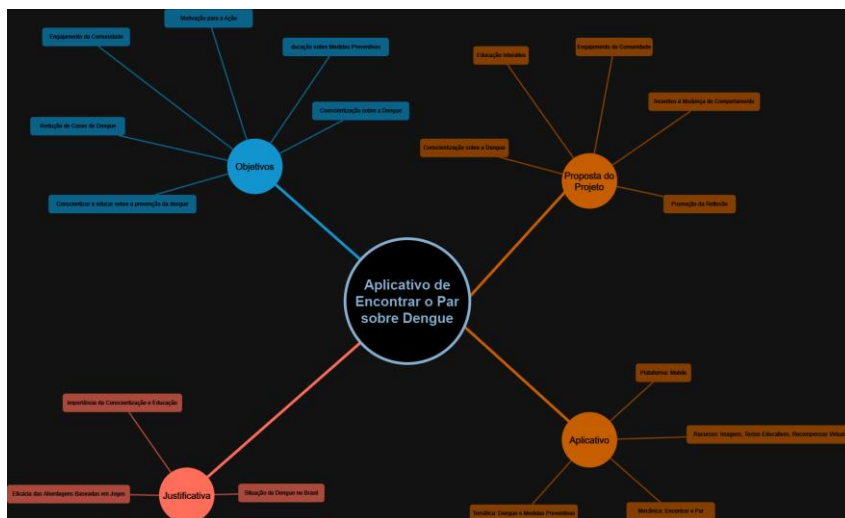 Motivação para a Ação
Engajamento da Comunidade
ducação sobre Medidas Preventivas
Conscientização sobre a Dengue
Redução de Casos de Dengue
Conscientizar e educar sobre a prevenção da dengue
Objetivos
Engajamento da Comunidade
Educação Interativa
Incentivo à Mudança de Comportamento
Conscientização sobre a Dengue
Promoção da Reflexão
Proposta do
Projeto
Aplicativo de
Encontrar o Par
sobre Dengue
Importância da Conscientização e Educação
Eficácia das Abordagens Baseadas em Jogos
Situação da Dengue no Brasil
Justificativa
Plataforma: Mobile
Recursos: Imagens, Textos Educativos, Recompensas Virtuai
Aplicativo
Temática: Dengue e Medidas Preventivas
Mecânica: Encontrar o Par